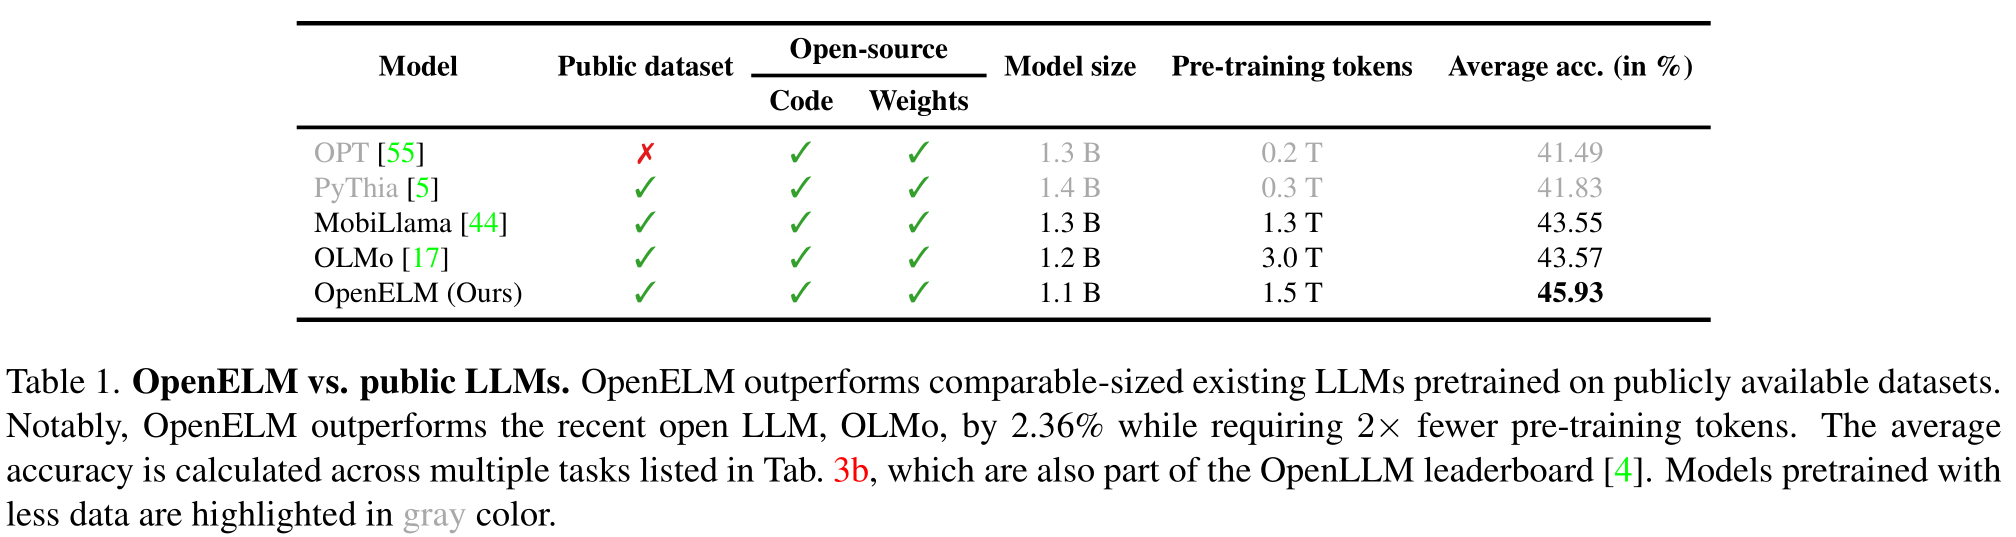 Model Public dataset Open-source Model size Pre-training tokens Average acc. (in %)
Code Weights
OPT [55] ✗ ✓ ✓ 1.3 B 0.2 T 41.49
PyThia [5] ✓ ✓ ✓ 1.4 B 0.3 T 41.83
MobiLlama [44] ✓ ✓ ✓ 1.3 B 1.3 T 43.55
OLMo [17] ✓ ✓ ✓ 1.2 B 3.0 T 43.57
OpenELM (Ours) ✓ ✓ ✓ 1.1 B 1.5 T 45.93
Table 1. OpenELM vs. public LLMs. OpenELM outperforms comparable-sized existing LLMs pretrained on publicly available datasets.
Notably, OpenELM outperforms the recent open LLM, OLMo, by 2.36% while requiring 2× fewer pre-training tokens. The average
accuracy is calculated across multiple tasks listed in Tab. 3b, which are also part of the OpenLLM leaderboard [4]. Models pretrained with
less data are highlighted in gray color.